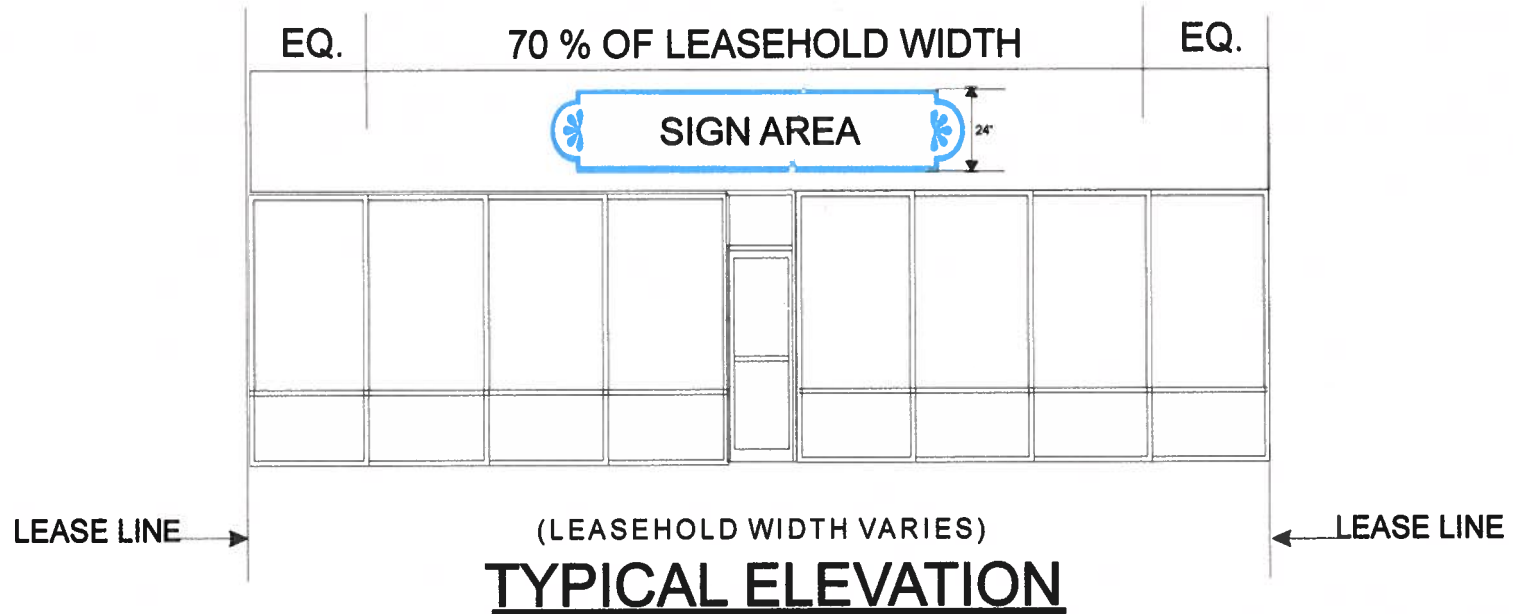 EQ. 70 % OF LEASEHOLD WIDTH EQ.
SIGN AREA
24"
LEASE LINE (LEASEHOLD WIDTH VARIES) LEASE LINE
TYPICAL ELEVATION